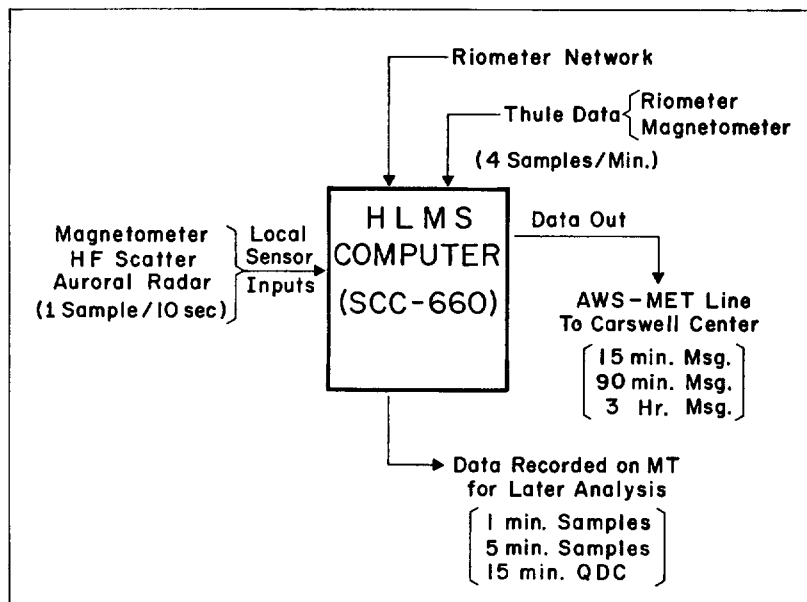 Riometer Network
Thule Data
Riometer
Magnetometer
(4 Samples/Min.)
Magnetometer
HF Scatter
Auroral Radar
(1 Sample/10 sec)
Local
Sensor
Inputs
HLMS
COMPUTER
(SCC-660)
Data Out
AWS-MET Line
To Carswell Center
15 min. Msg.
90 min. Msg.
3 Hr. Msg.
Data Recorded on MT
for Later Analysis
1 min. Samples
5 min. Samples
15 min. QDC